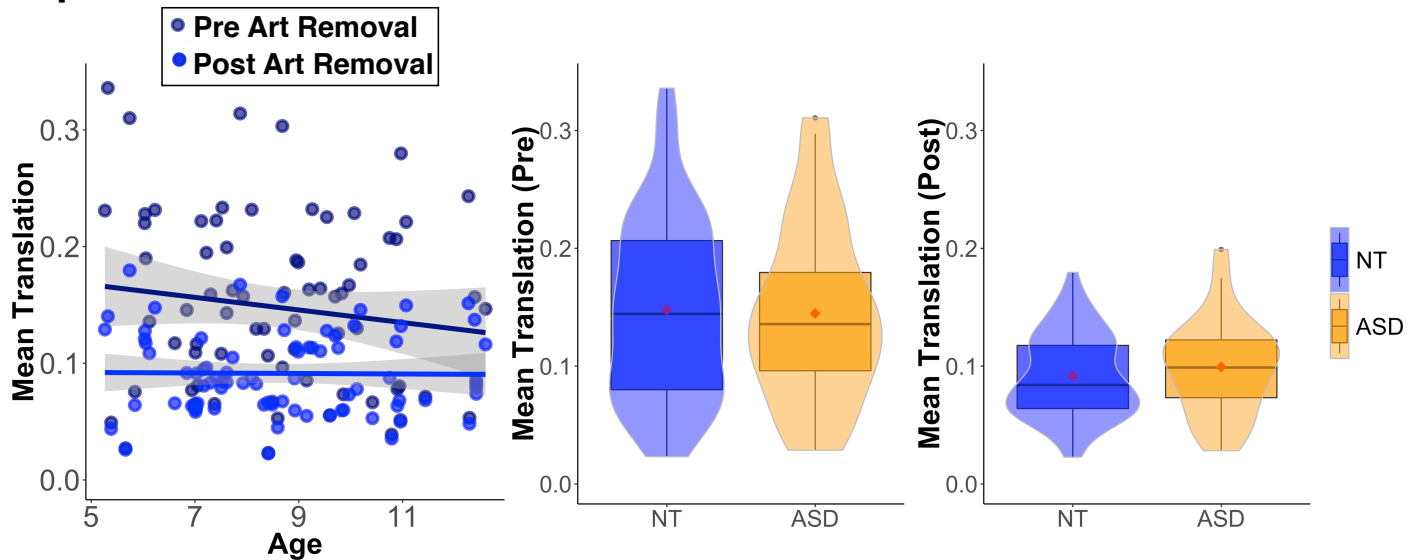 Pre Art Removal
Post Art Removal
Mean Translation
0.3
0.2
0.1
0.0
5
7
9
11
Age
Mean Translation (Pre)
0.3
0.2
0.1
0.0
NT
ASD
Mean Translation (Post)
0.3
0.2
0.1
0.0
NT
ASD
NT
ASD